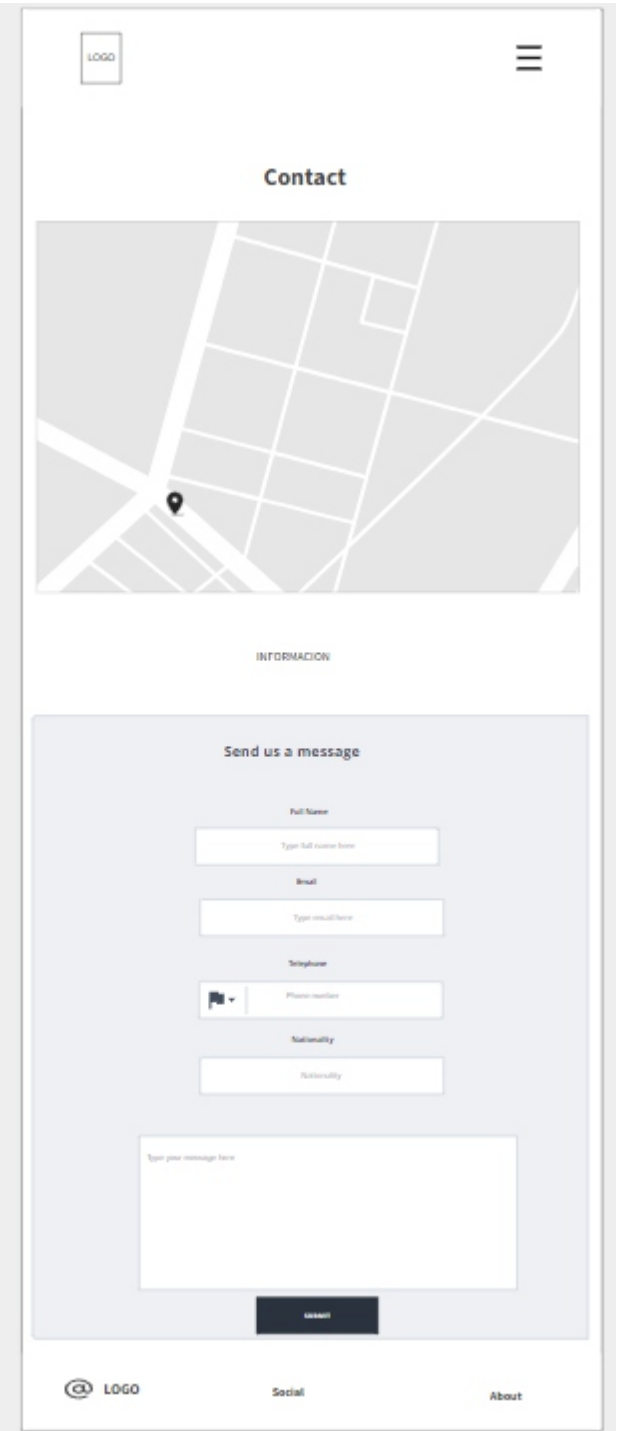 LOGO
Contact
INFORMACION
Send us a message
Full Name
Type full name here
Email
Type email here
Telephone
Phone number
Nationality
Nationality
Type your message here
SUBMIT
@ LOGO
Social
About